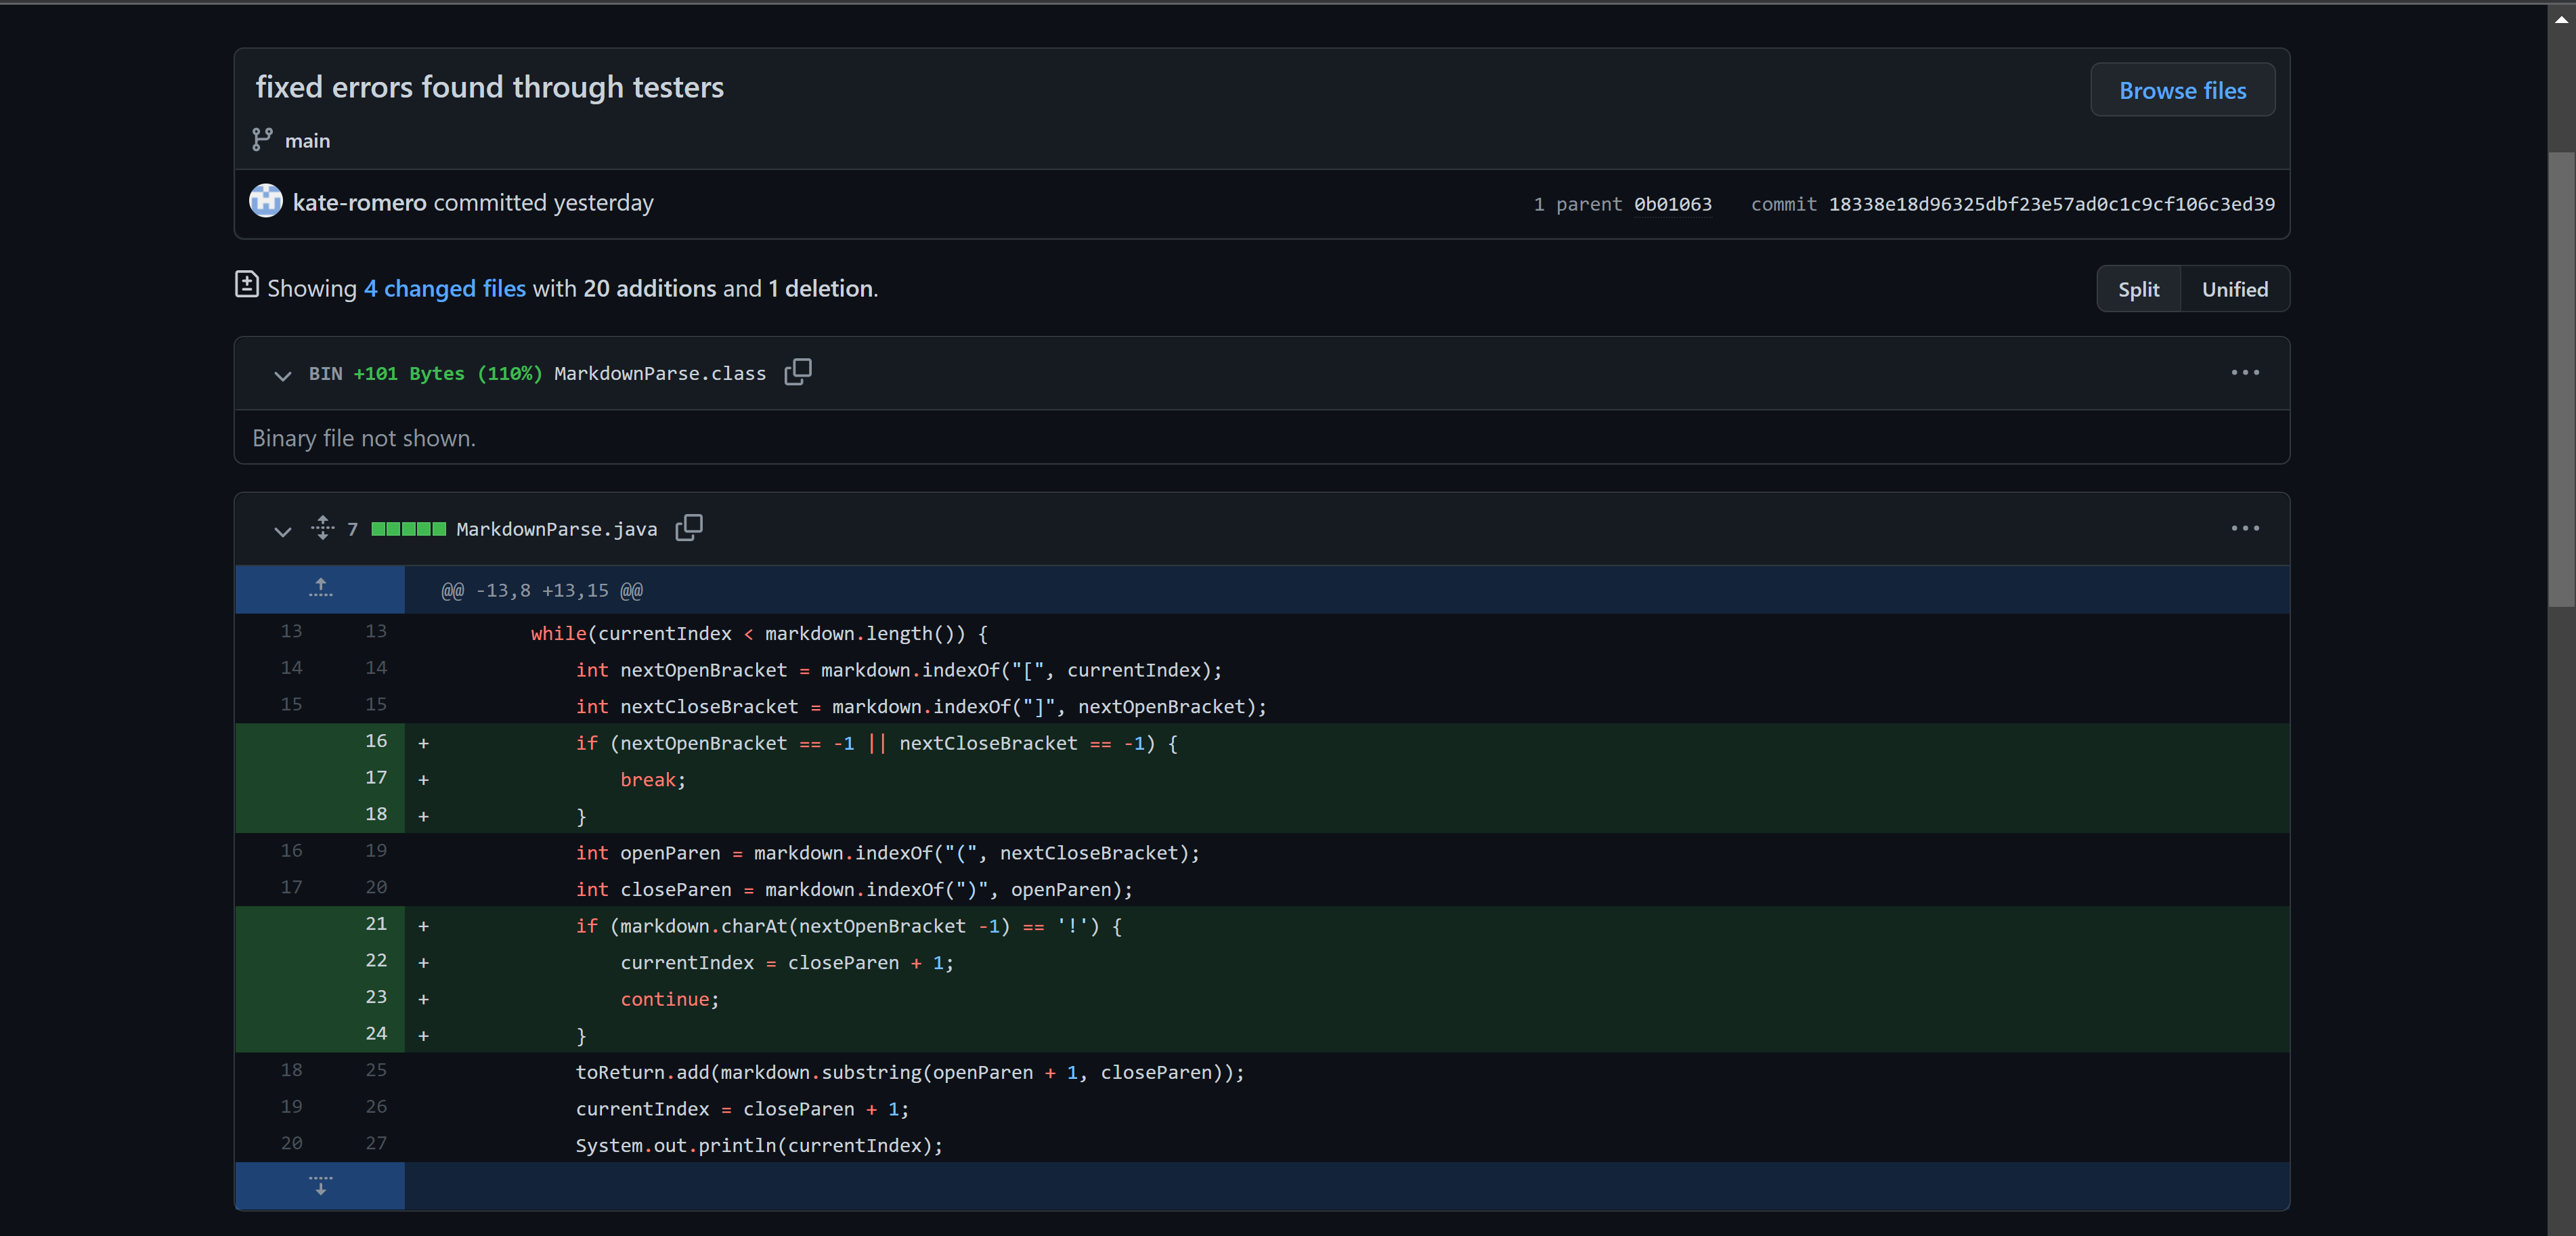 fixed errors found through testers
Browse files
main
kate-romero committed yesterday
1 parent 0b01063 commit 18338e18d96325dbf23e57ad0c1c9cf106c3ed39
Showing 4 changed files with 20 additions and 1 deletion.
Split Unified
BIN +101 Bytes (110%) MarkdownParse.class
Binary file not shown.
7 MarkdownParse.java
@@ -13,8 +13,15 @@
13 13 while(currentIndex < markdown.length()) {
14 14 int nextOpenBracket = markdown.indexOf("[", currentIndex);
15 15 int nextCloseBracket = markdown.indexOf("]", nextOpenBracket);
16 + if (nextOpenBracket == -1 || nextCloseBracket == -1) {
17 + break;
18 + }
16 19 int openParen = markdown.indexOf("(", nextCloseBracket);
17 20 int closeParen = markdown.indexOf(")", openParen);
21 + if (markdown.charAt(nextOpenBracket -1) == '!') {
22 + currentIndex = closeParen + 1;
23 + continue;
24 + }
18 25 toReturn.add(markdown.substring(openParen + 1, closeParen));
19 26 currentIndex = closeParen + 1;
20 27 System.out.println(currentIndex);